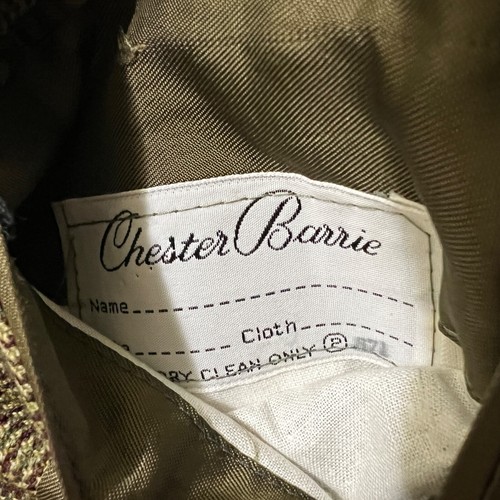 Chester Barrie
Name
Cloth
DRY CLEAN ONLY Ⓟ